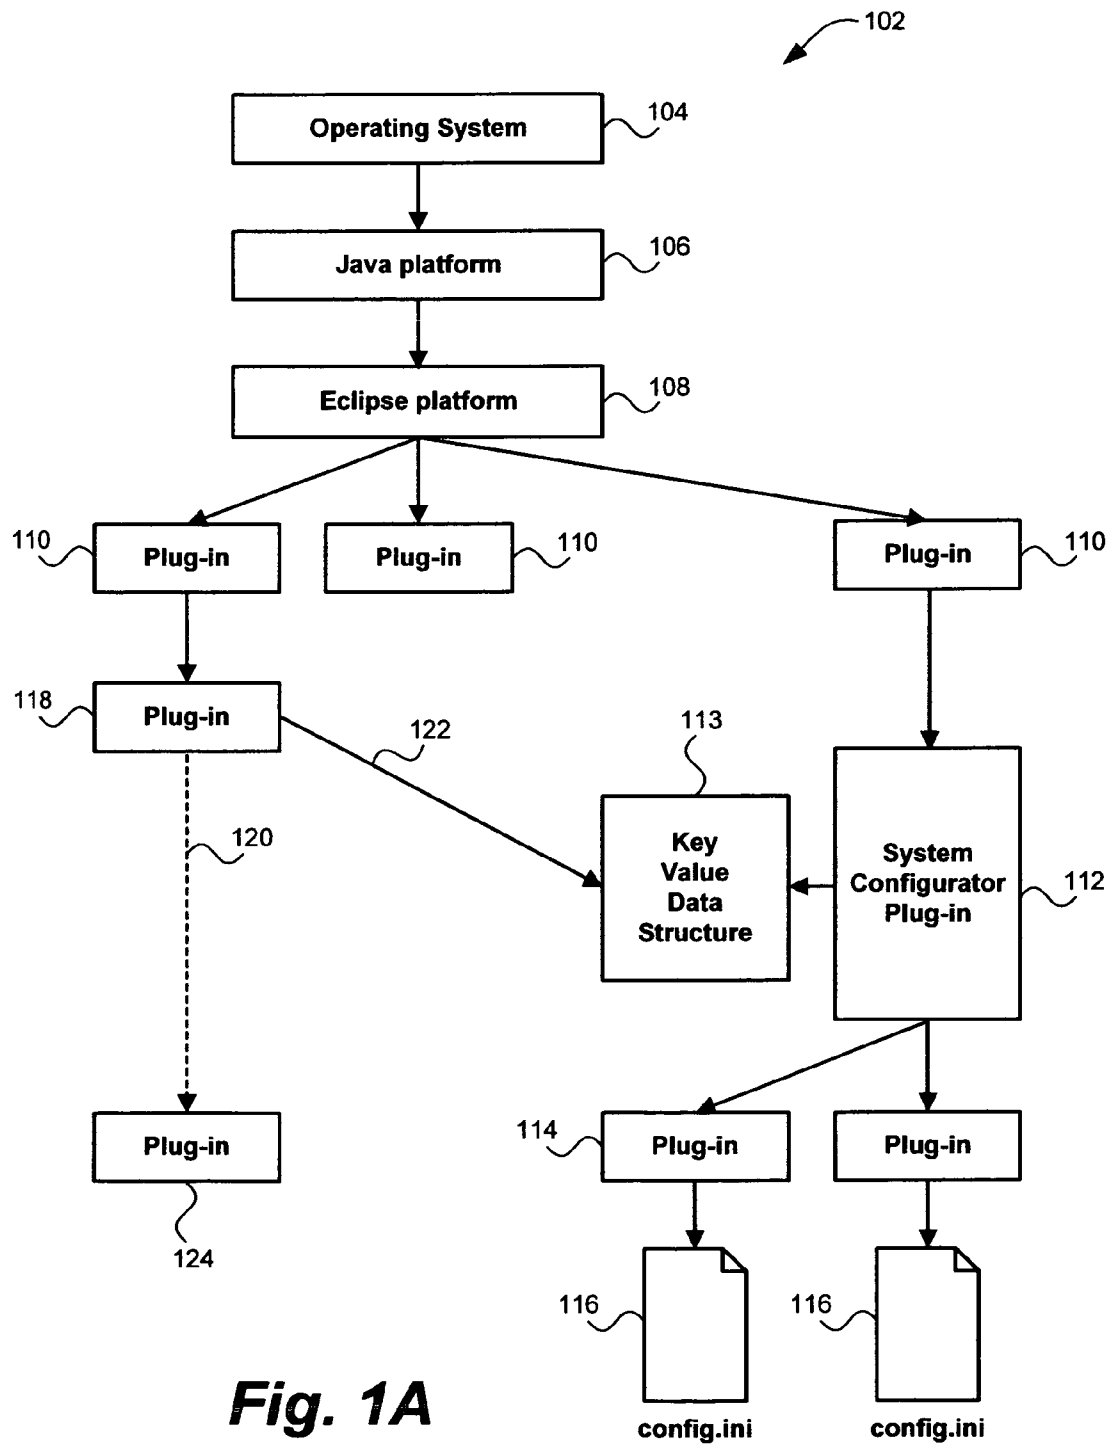 102
Operating System
104
Java platform
106
Eclipse platform
108
110
Plug-in
Plug-in
110
Plug-in
110
118
Plug-in
122
113
120
Key
Value
Data
Structure
System
Configurator
Plug-in
112
Plug-in
124
114
Plug-in
Plug-in
116
116
config.ini
config.ini
Fig. 1A